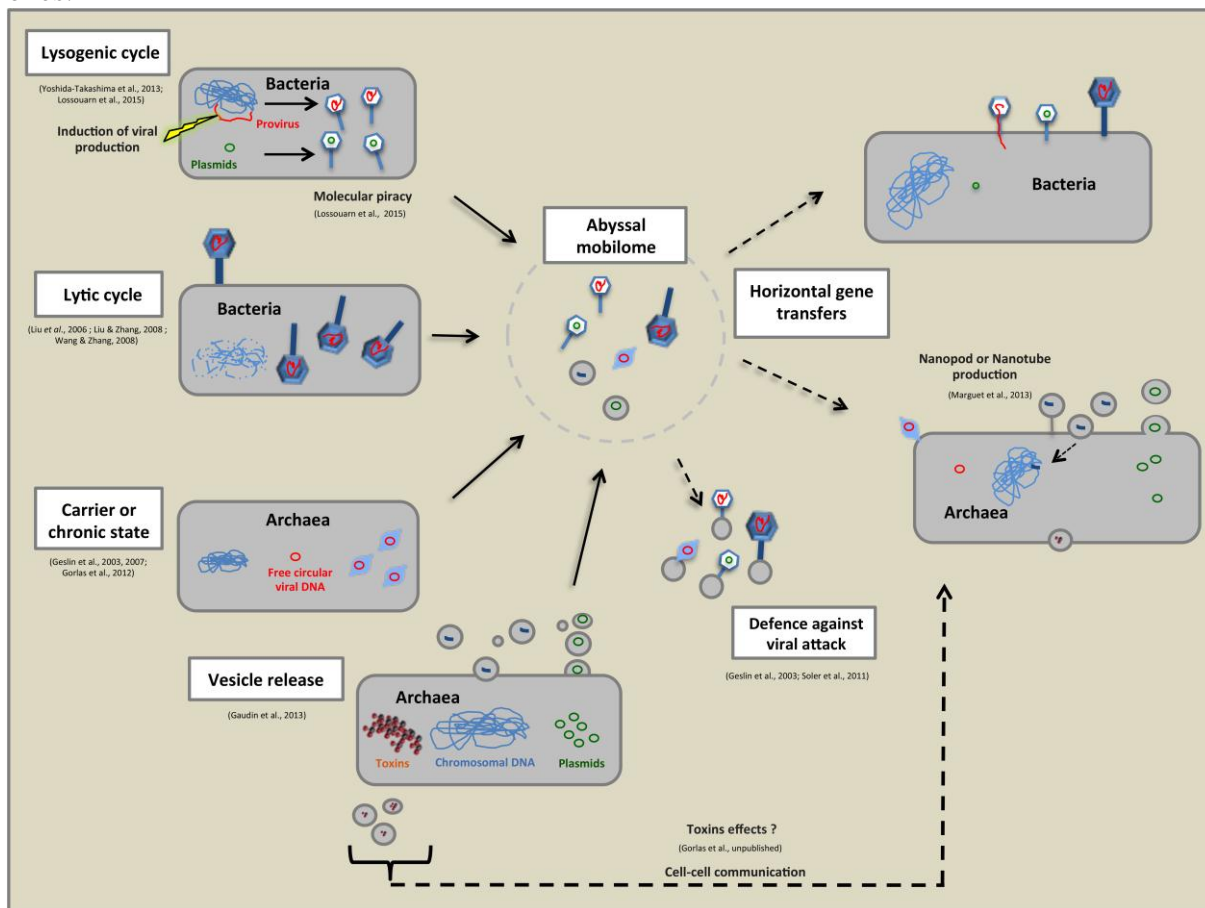 Lysogenic cycle
(Yoshida-Takashima et al., 2013;
Lossouarn et al., 2015)
Induction of viral
production
Bacteria
Provirus
Plasmids
Molecular piracy
(Lossouarn et al., 2015)
Lytic cycle
(Liu et al., 2006 ; Liu & Zhang, 2008 ;
Wang & Zhang, 2008)
Bacteria
Carrier or
chronic state
(Geslin et al., 2003, 2007;
Gorlas et al., 2012)
Archaea
Free circular
viral DNA
Vesicle release
(Gaudin et al., 2013)
Archaea
Toxins
Chromosomal DNA
Plasmids
Abyssal
mobilome
Horizontal gene
transfers
Bacteria
Nanopod or Nanotube
production
(Marguet et al., 2013)
Archaea
Defence against
viral attack
(Geslin et al., 2003; Soler et al., 2011)
Toxins effects ?
(Gorlas et al., unpublished)
Cell-cell communication